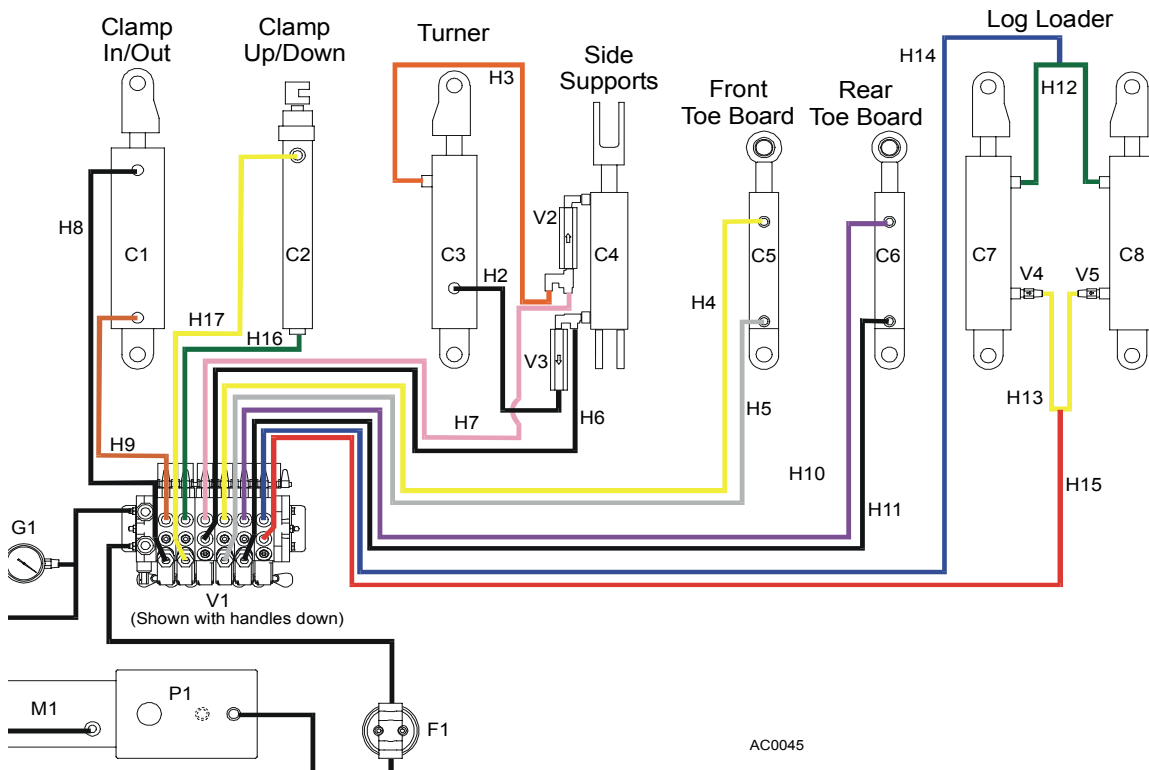 Clamp
In/Out
Clamp
Up/Down
Turner
Side
Supports
Front
Toe Board
Rear
Toe Board
Log Loader
H14
H3
H12
H8
V2
C1
C2
C3
C4
C5
C6
C7
C8
H2
V4
V5
H4
H17
H16
V3
H13
H7
H6
H5
H9
H10
H15
H11
G1
V1
(Shown with handles down)
P1
M1
F1
AC0045